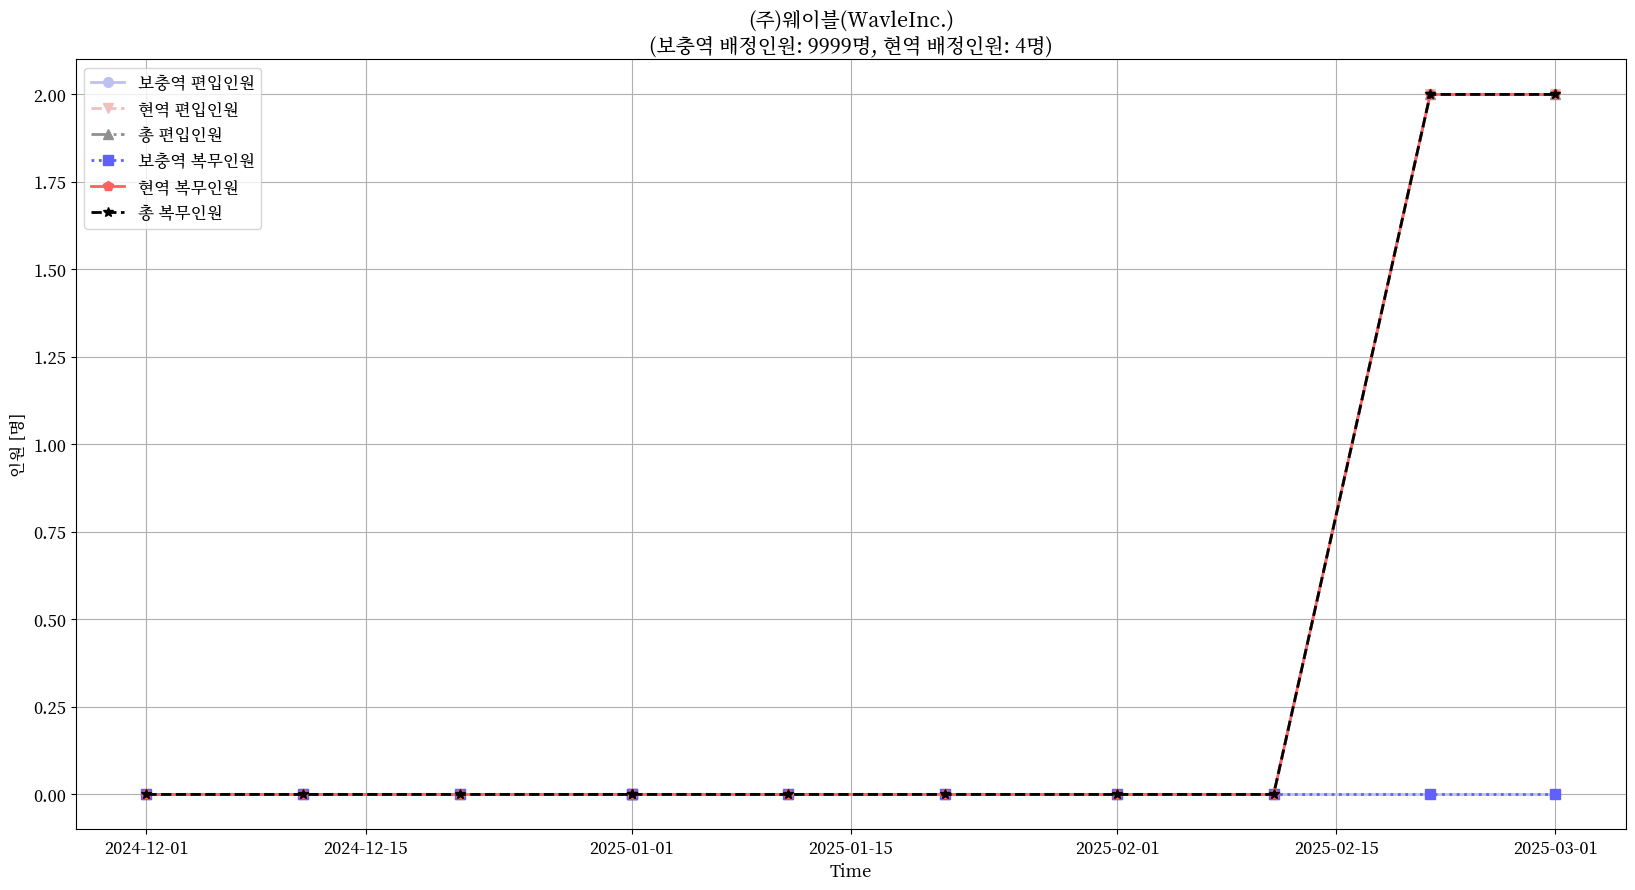 (주)웨이블(WavleInc.)
(보충역 배정인원: 9999명, 현역 배정인원: 4명)
보충역 편입인원
현역 편입인원
총 편입인원
보충역 복무인원
현역 복무인원
총 복무인원
인원 [명]
2.00
1.75
1.50
1.25
1.00
0.75
0.50
0.25
0.00
2024-12-01
2024-12-15
2025-01-01
2025-01-15
2025-02-01
2025-02-15
2025-03-01
Time